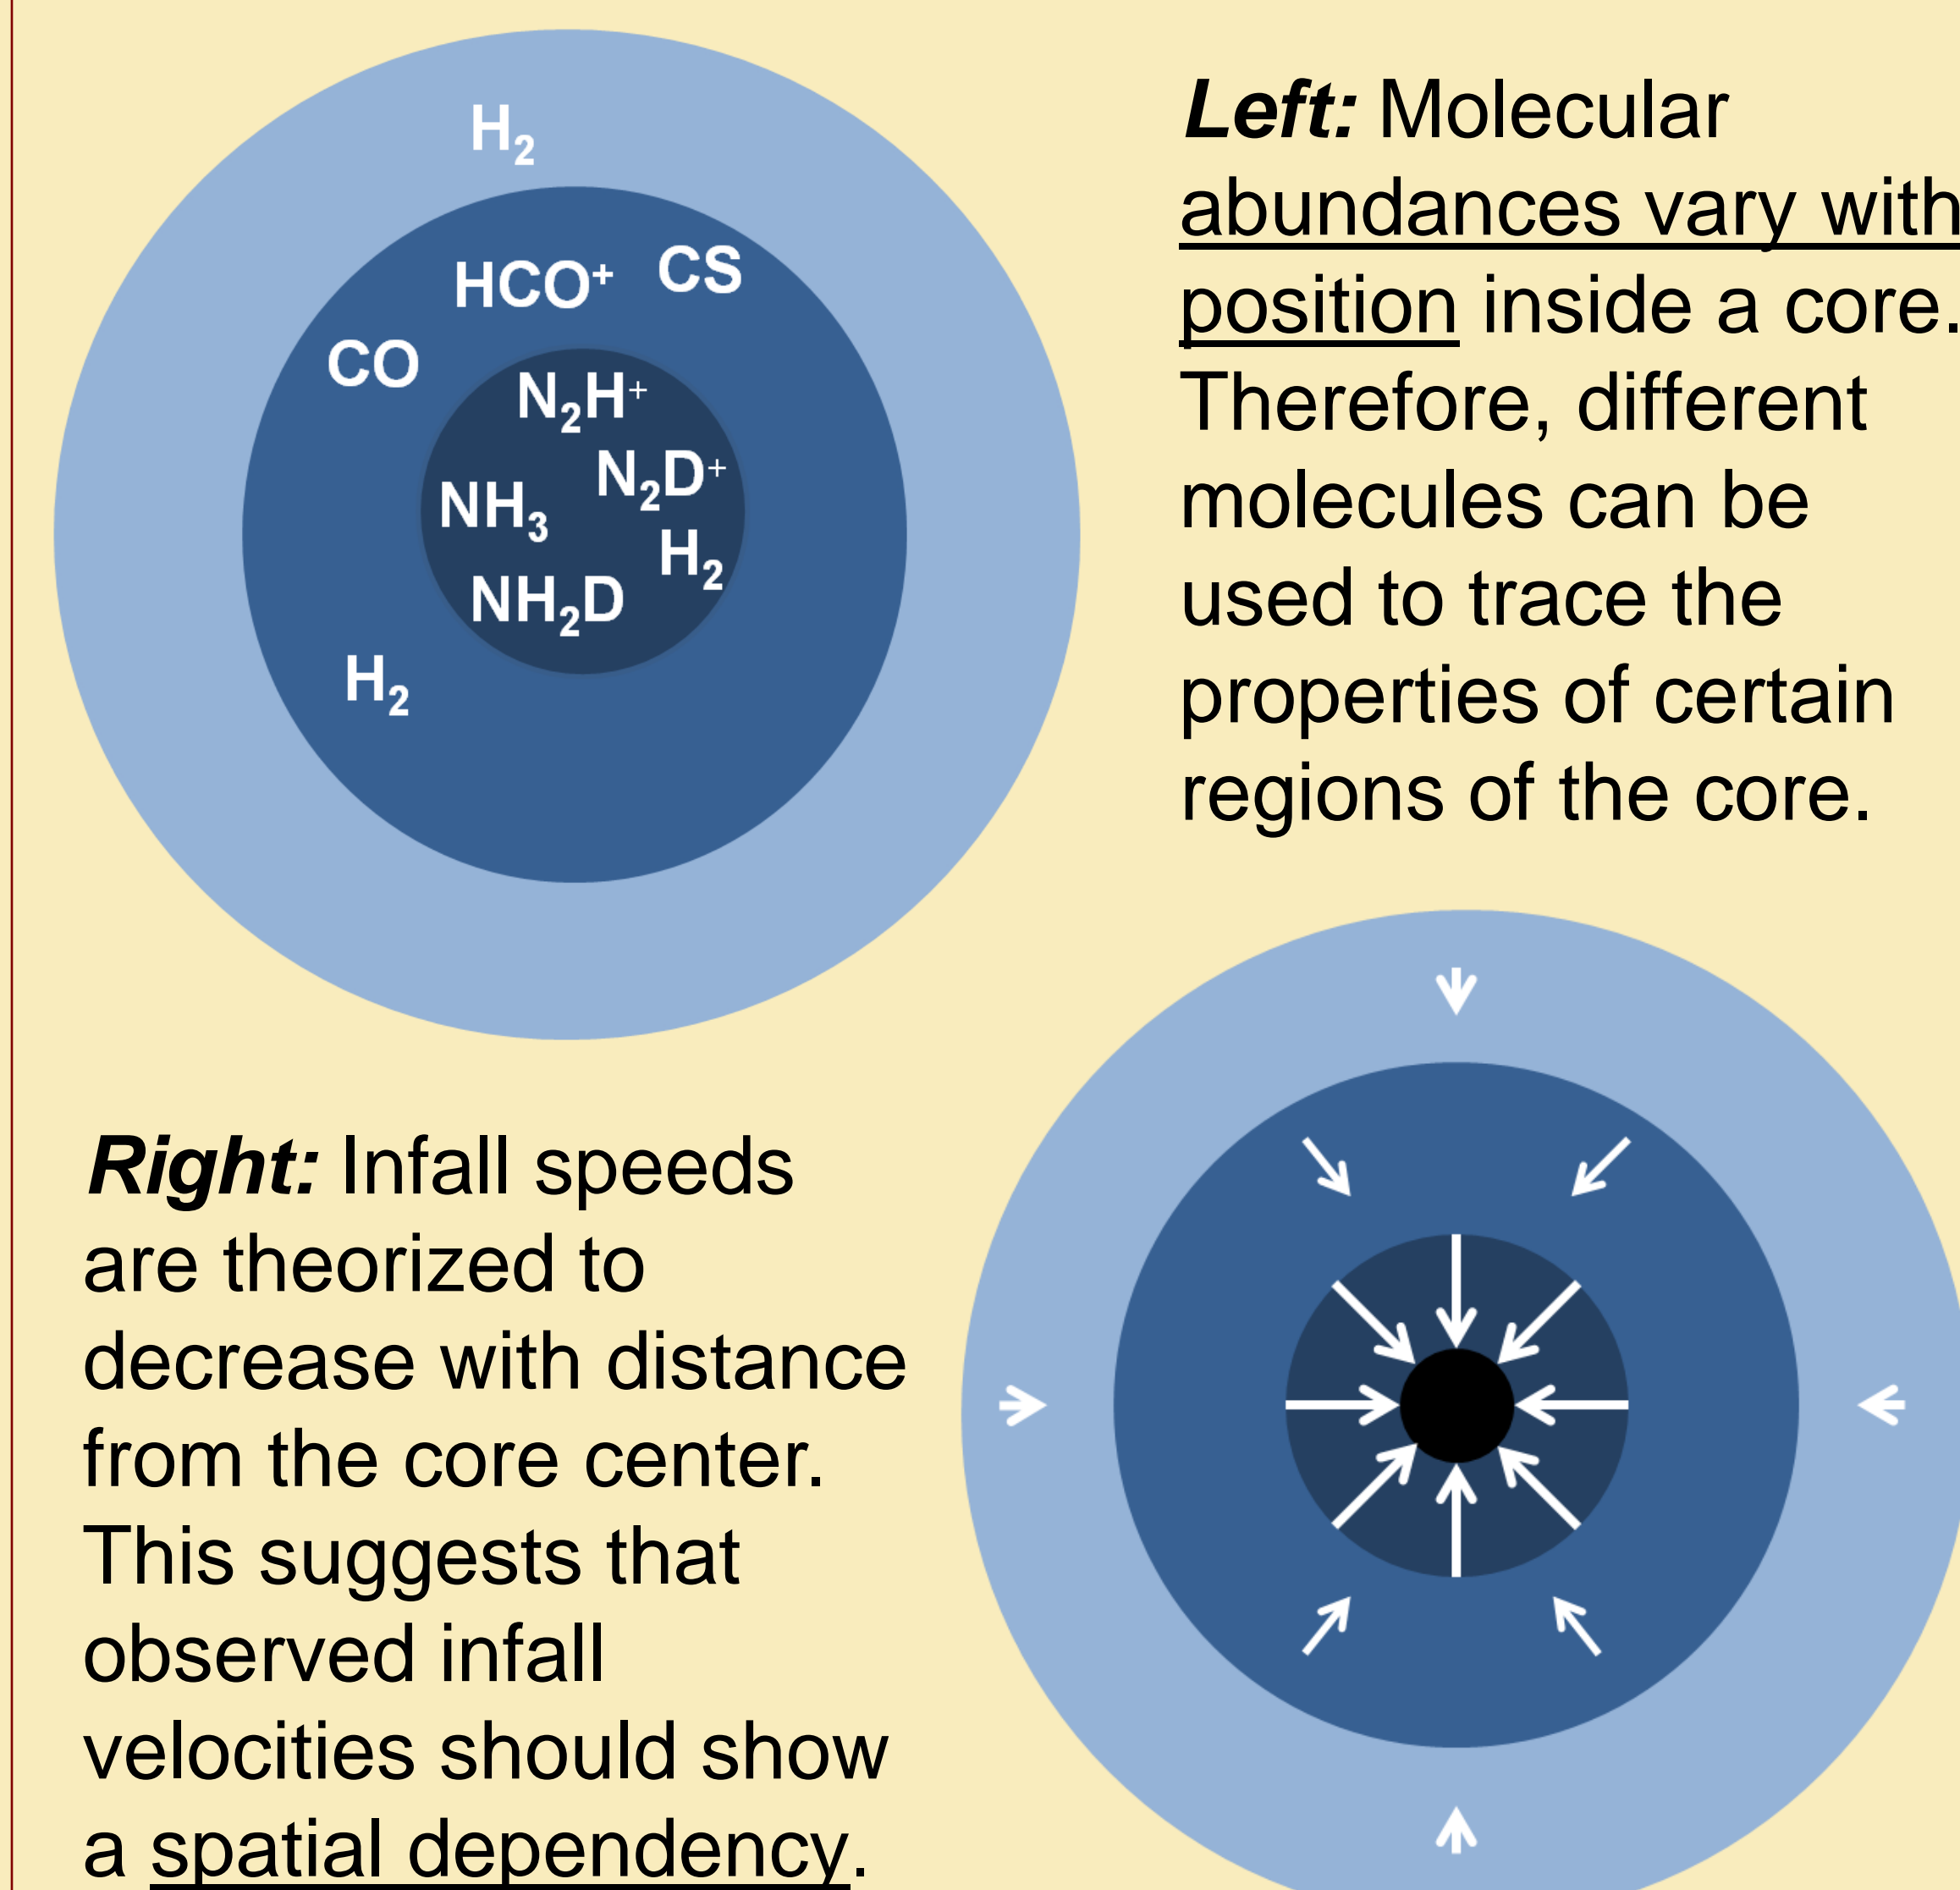 H₂
HCO⁺ CS
CO
N₂H⁺
N₂D⁺
NH₃
H₂
NH₂D
H₂
Left: Molecular
abundances vary with
position inside a core.
Therefore, different
molecules can be
used to trace the
properties of certain
regions of the core.
Right: Infall speeds
are theorized to
decrease with distance
from the core center.
This suggests that
observed infall
velocities should show
a spatial dependency.